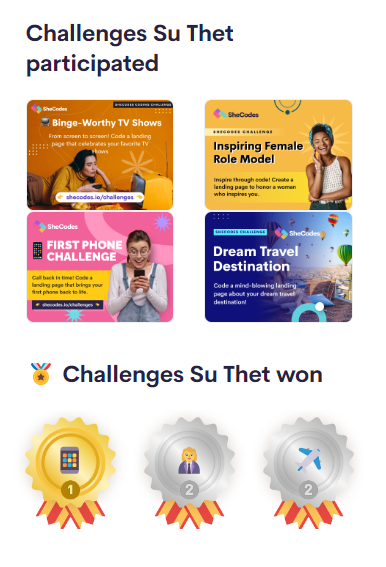 Challenges Su Thet
participated
SheCodes
SHECODES CODING CHALLENGE
Binge-Worthy TV Shows
From screen to screen! Code a landing
page that celebrates your favorite TV
shows
shecodes.io/challenges
SheCodes
SHECODES CHALLENGE
Inspiring Female
Role Model
Inspire through code! Create a
landing page to honor a woman
who inspires you.
SheCodes
FIRST PHONE
CHALLENGE
Call back in time! Code a
landing page that brings your
first phone back to life.
shecodes.io/challenges
SHECODES CHALLENGE
SheCodes
Dream Travel
Destination
Code a mind-blowing landing
page about your dream travel
destination!
Challenges Su Thet won
1
2
2